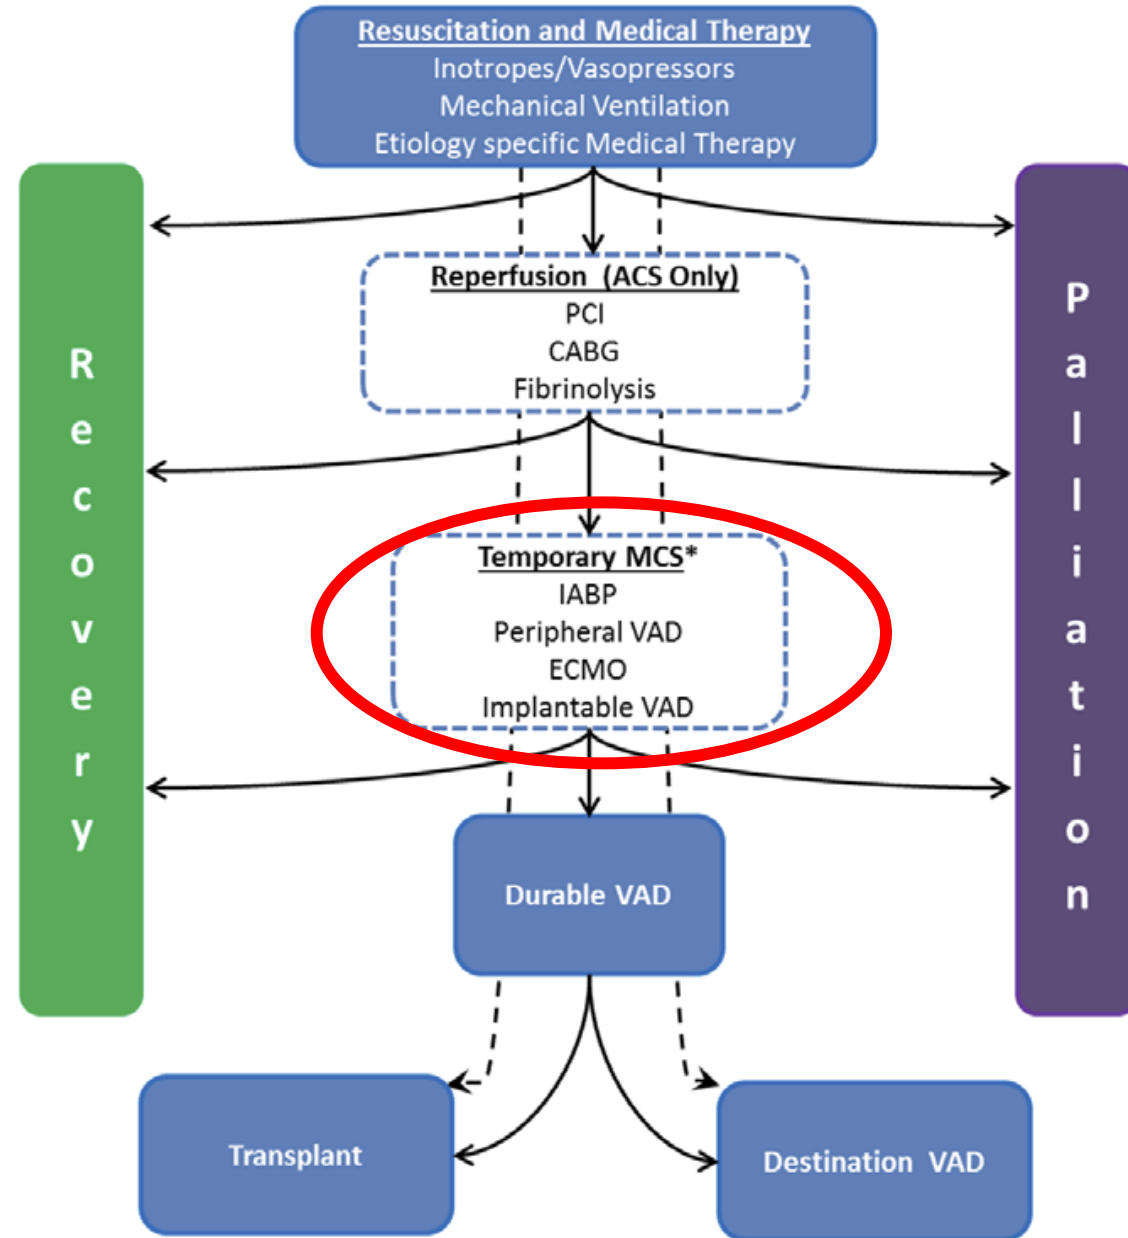 Resuscitation and Medical Therapy
Inotropes/Vasopressors
Mechanical Ventilation
Etiology specific Medical Therapy
Recovery
Palliation
Reperfusion (ACS Only)
PCI
CABG
Fibrinolysis
Temporary MCS*
IABP
Peripheral VAD
ECMO
Implantable VAD
Durable VAD
Transplant
Destination VAD